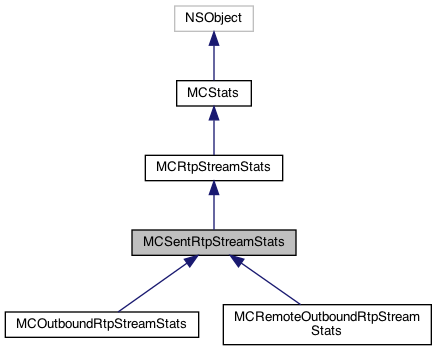 NSObject
MCStats
MCRtpStreamStats
MCSentRtpStreamStats
MCOutboundRtpStreamStats
MCRemoteOutboundRtpStream
Stats